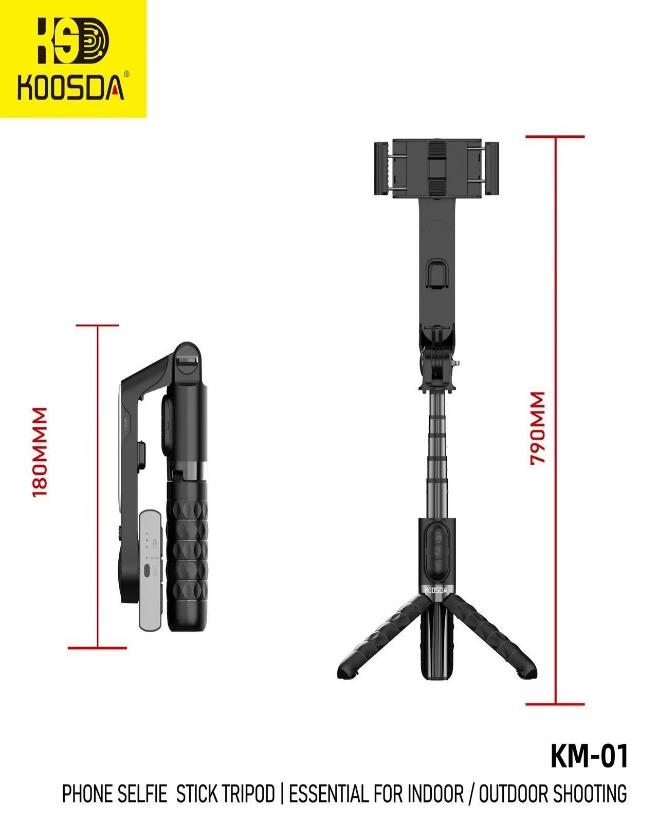 KSD
KOOSDA®
180MMM
790MM
KOOSDA
KM-01
PHONE SELFIE STICK TRIPOD | ESSENTIAL FOR INDOOR / OUTDOOR SHOOTING